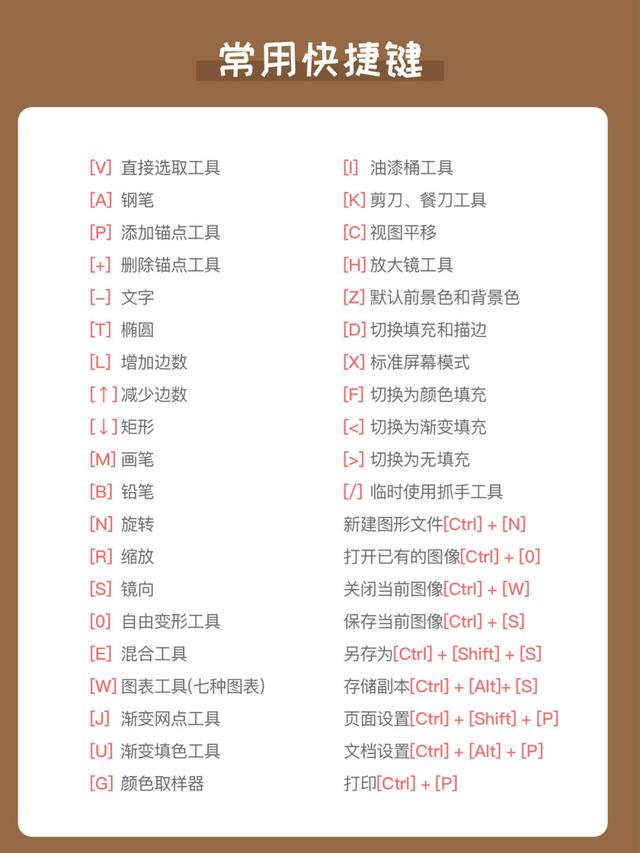 常用快捷键
[V] 直接选取工具
[A] 钢笔
[P] 添加锚点工具
[+] 删除锚点工具
[–] 文字
[T] 椭圆
[L] 增加边数
[↑] 减少边数
[↓] 矩形
[M] 画笔
[B] 铅笔
[N] 旋转
[R] 缩放
[S] 镜向
[0] 自由变形工具
[E] 混合工具
[W] 图表工具(七种图表)
[J] 渐变网点工具
[U] 渐变填色工具
[G] 颜色取样器
[I] 油漆桶工具
[K] 剪刀、餐刀工具
[C] 视图平移
[H] 放大镜工具
[Z] 默认前景色和背景色
[D] 切换填充和描边
[X] 标准屏幕模式
[F] 切换为颜色填充
[<] 切换为渐变填充
[>] 切换为无填充
[/] 临时使用抓手工具
新建图形文件[Ctrl] + [N]
打开已有的图像[Ctrl] + [0]
关闭当前图像[Ctrl] + [W]
保存当前图像[Ctrl] + [S]
另存为[Ctrl] + [Shift] + [S]
存储副本[Ctrl] + [Alt]+ [S]
页面设置[Ctrl] + [Shift] + [P]
文档设置[Ctrl] + [Alt] + [P]
打印[Ctrl] + [P]